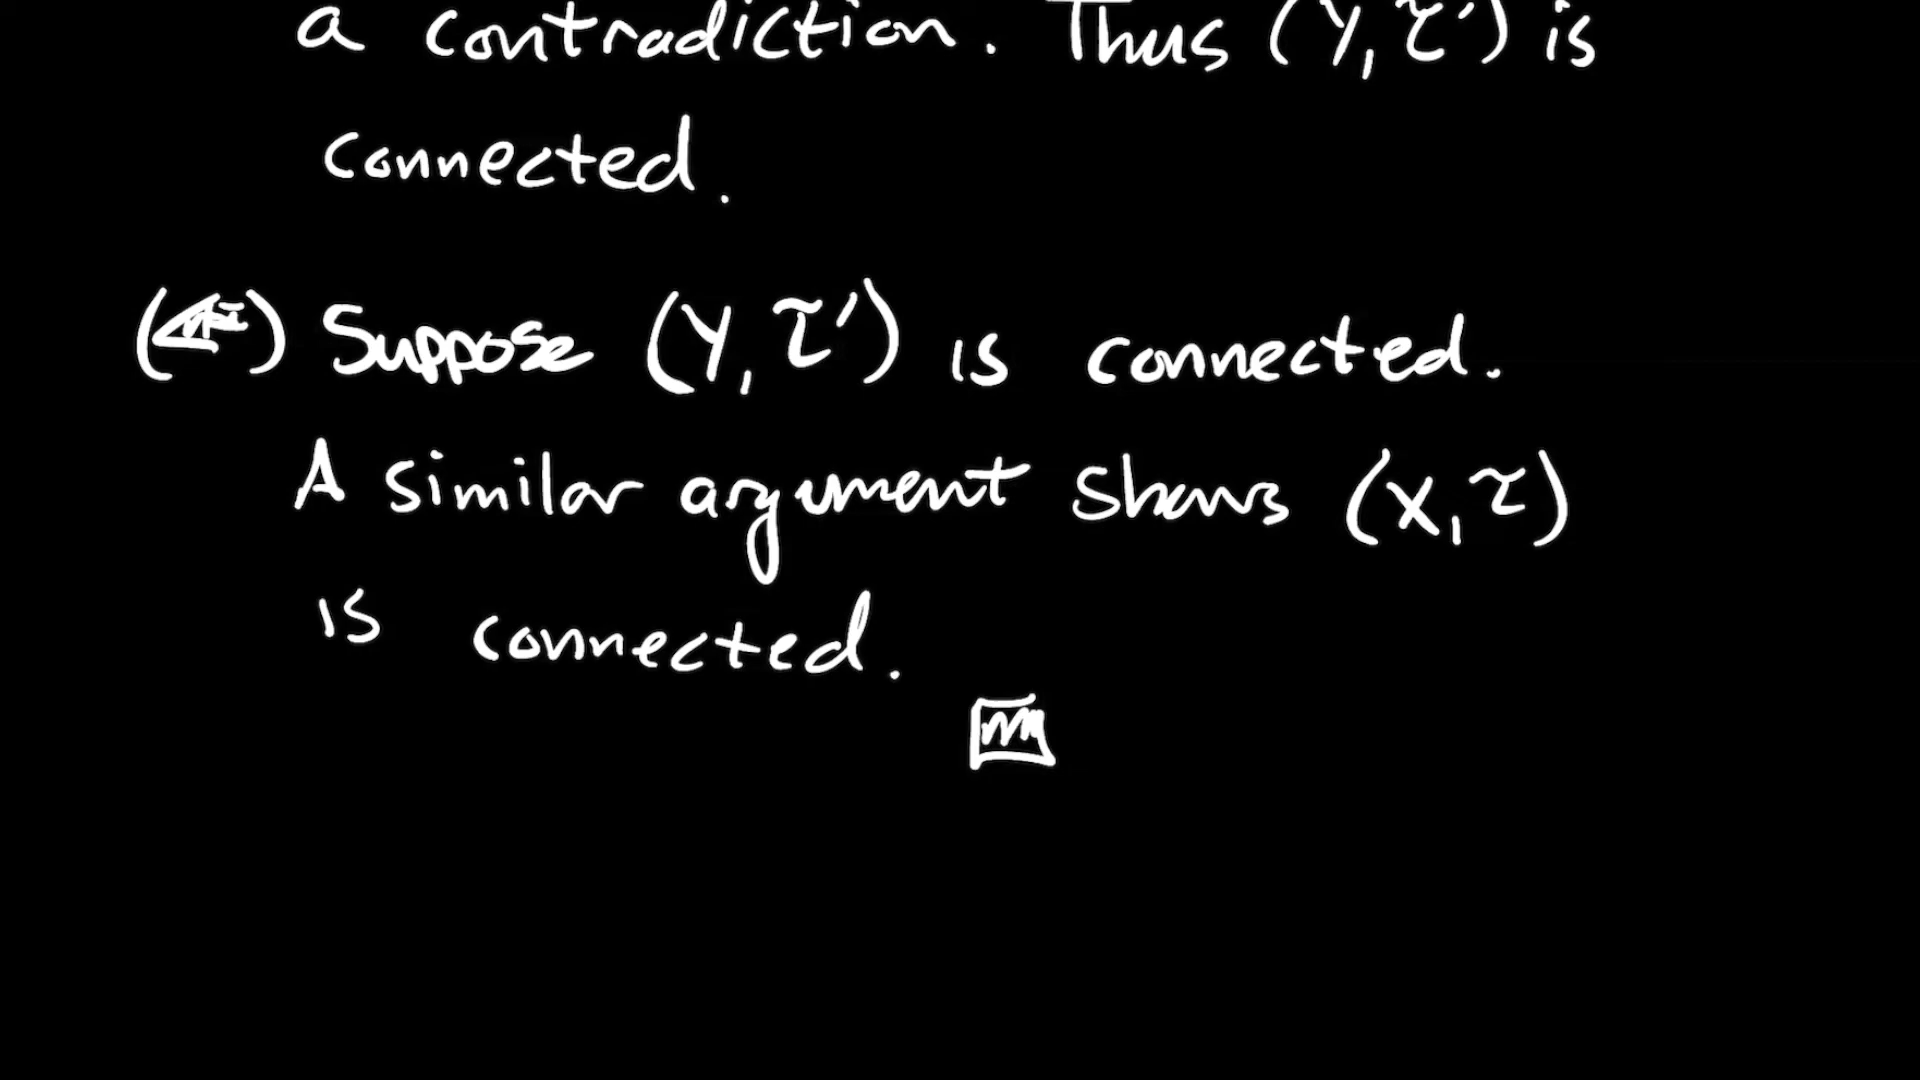 a contradiction. Thus (Y, τ') is
connected.
(⇐) Suppose (Y, τ') is connected.
A similar argument shows (X, τ)
is connected.